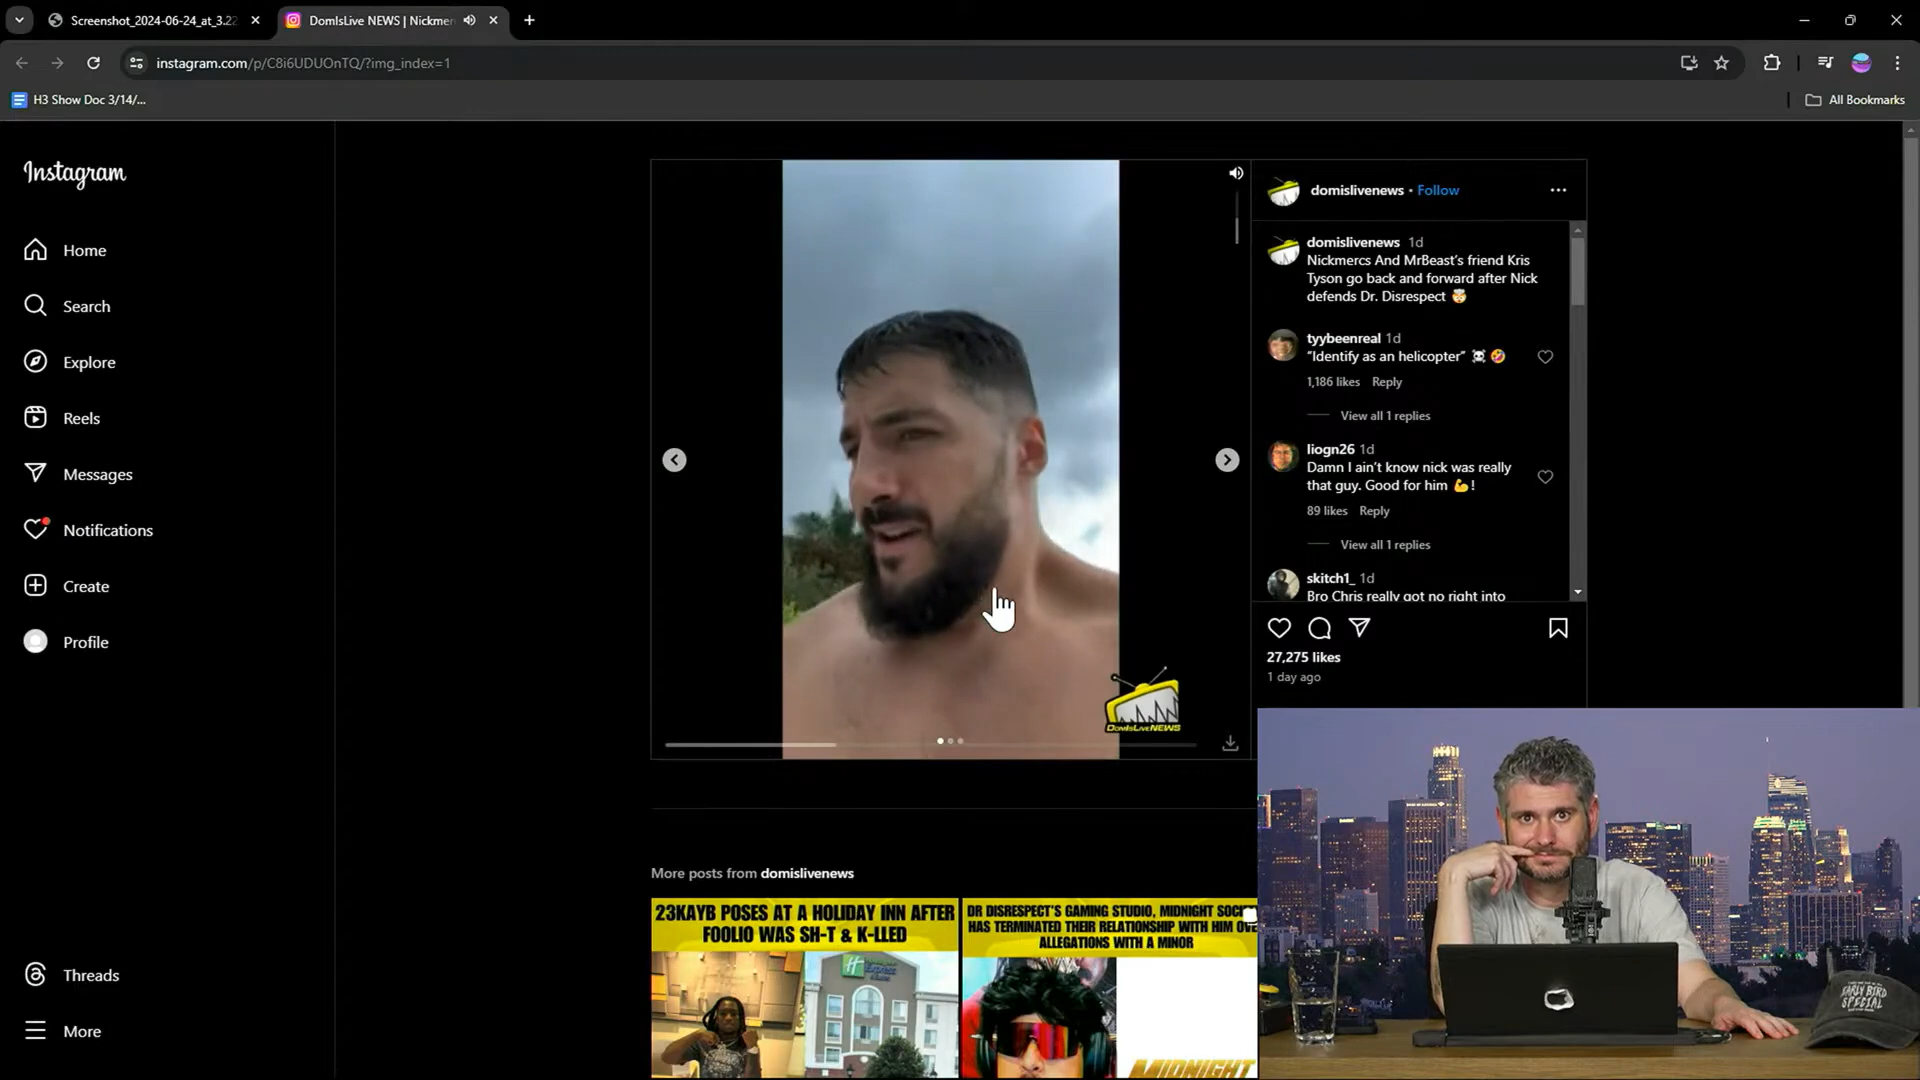 Screenshot_2024-06-24_at_3.22
DomIsLive NEWS | Nickmer
instagram.com/p/C8i6UDUOnTQ/?img_index=1
H3 Show Doc 3/14/...
All Bookmarks
Instagram
Home
Search
Explore
Reels
Messages
Notifications
Create
Profile
Threads
More
DomIsLiveNEWS
domislivenews • Follow
domislivenews 1d
Nickmercs And MrBeast's friend Kris
Tyson go back and forward after Nick
defends Dr. Disrespect 🤯
tyybeenreal 1d
“Identify as an helicopter” ☠️ 🤣
1,186 likes Reply
View all 1 replies
liogn26 1d
Damn I ain't know nick was really
that guy. Good for him 💪!
89 likes Reply
View all 1 replies
skitch1_ 1d
Bro Chris really got no right into
27,275 likes
1 day ago
More posts from domislivenews
23KAYB POSES AT A HOLIDAY INN AFTER
FOOLIO WAS SH-T & K-LLED
Holiday Inn
Express
DR DISRESPECT'S GAMING STUDIO, MIDNIGHT SOCI
HAS TERMINATED THEIR RELATIONSHIP WITH HIM OVE
ALLEGATIONS WITH A MINOR
MIDNIGHT
EARLY BIRD
SPECIAL